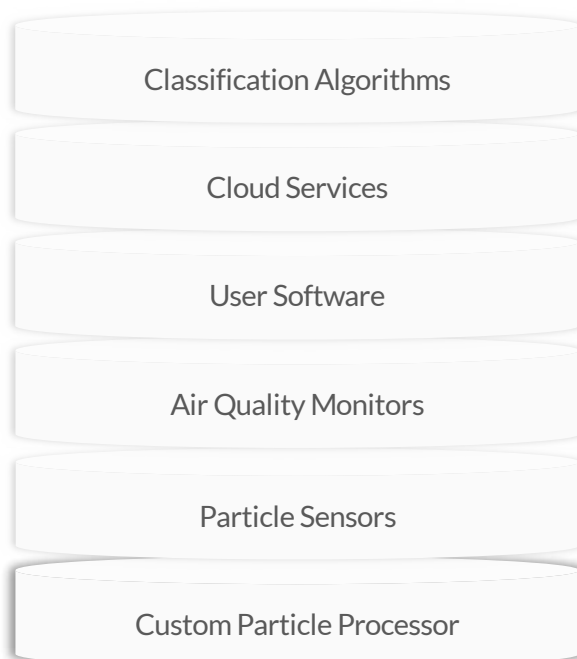 Classification Algorithms
Cloud Services
User Software
Air Quality Monitors
Particle Sensors
Custom Particle Processor